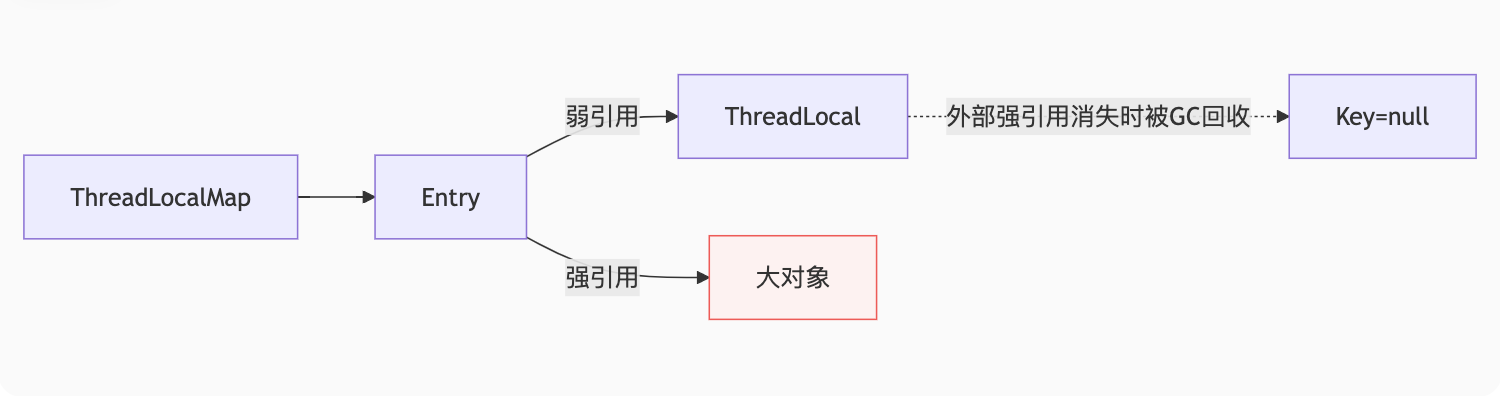 ThreadLocalMap
Entry
弱引用
ThreadLocal
外部强引用消失时被GC回收
Key=null
强引用
大对象